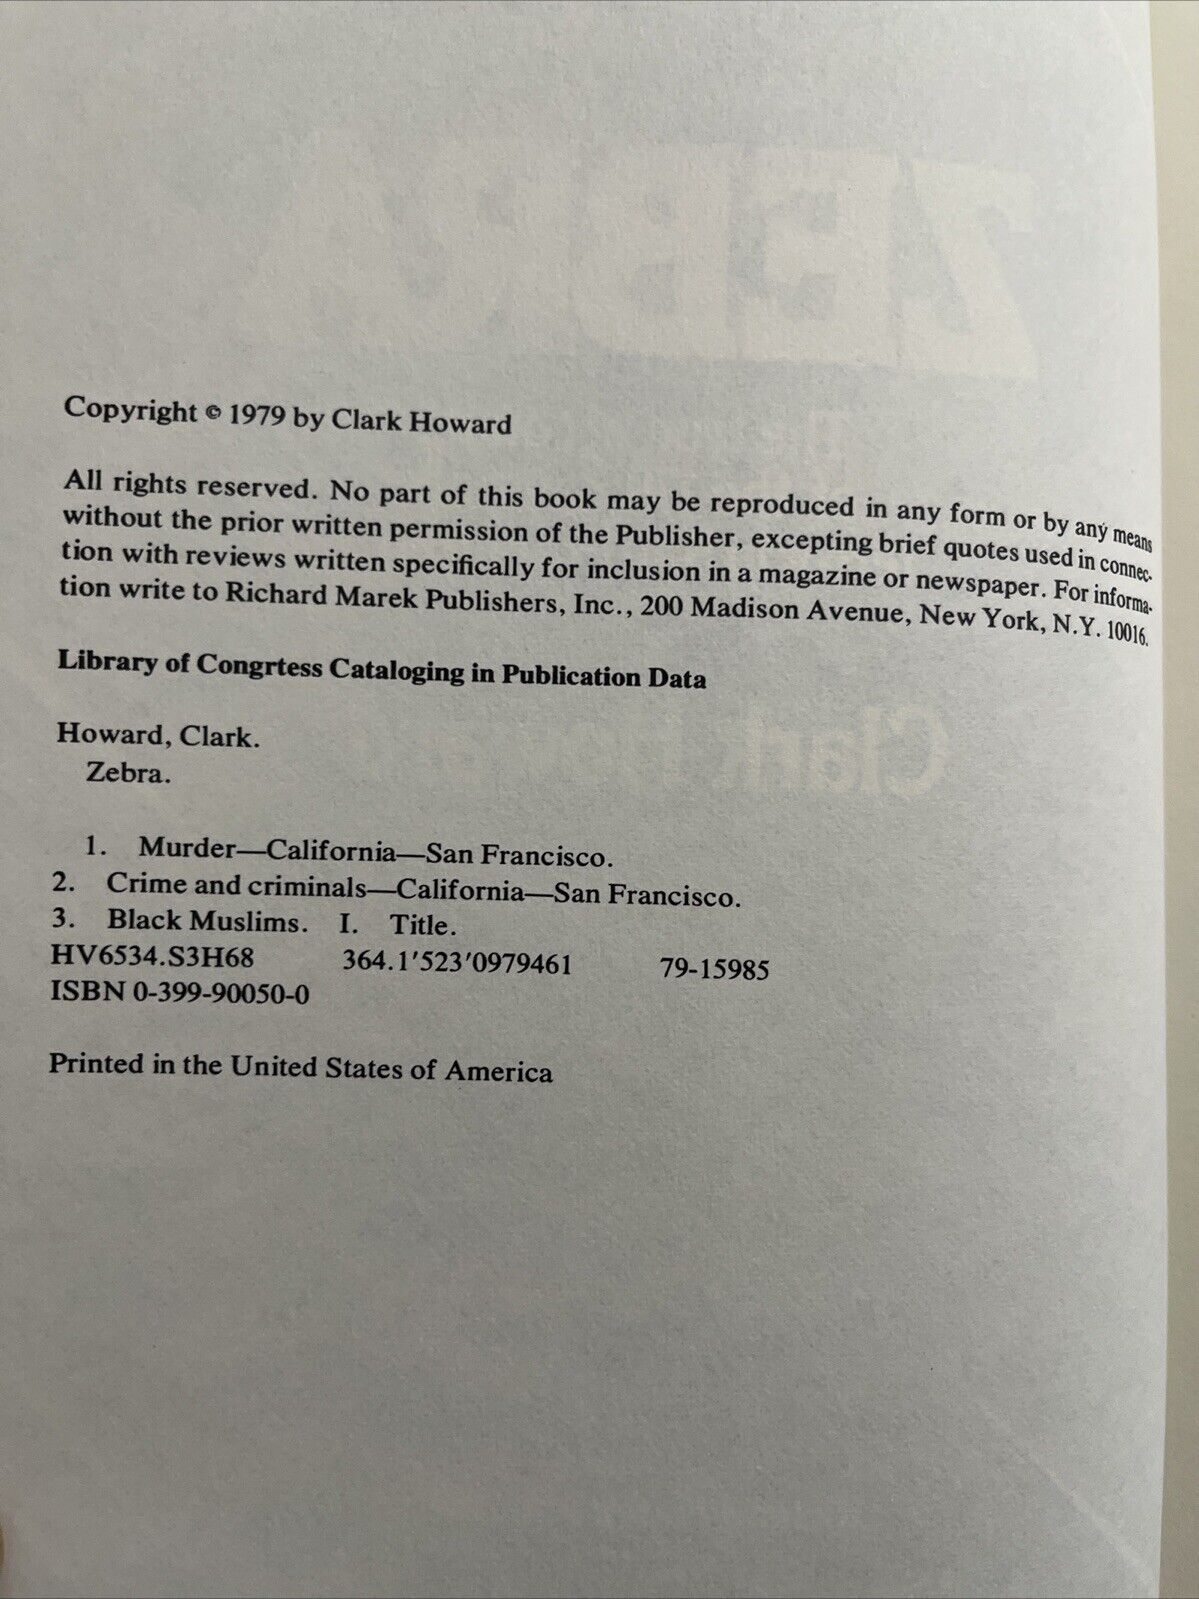 Copyright © 1979 by Clark Howard
All rights reserved. No part of this book may be reproduced in any form or by any means
without the prior written permission of the Publisher, excepting brief quotes used in connec-
tion with reviews written specifically for inclusion in a magazine or newspaper. For informa-
tion write to Richard Marek Publishers, Inc., 200 Madison Avenue, New York, N.Y. 10016.
Library of Congrtess Cataloging in Publication Data
Howard, Clark.
Zebra.
1. Murder—California—San Francisco.
2. Crime and criminals—California—San Francisco.
3. Black Muslims. I. Title.
HV6534.S3H68 364.1'523'0979461 79-15985
ISBN 0-399-90050-0
Printed in the United States of America